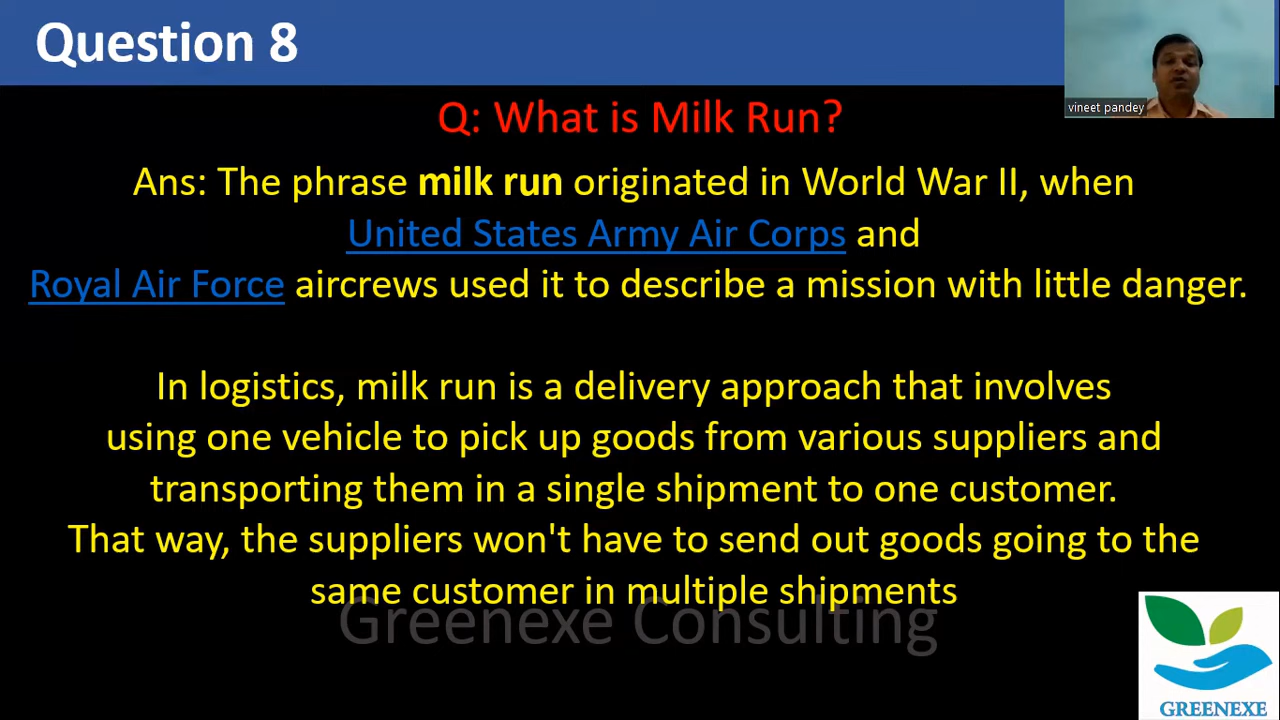 Question 8
vineet pandey
Q: What is Milk Run?
Ans: The phrase milk run originated in World War II, when
United States Army Air Corps and
Royal Air Force aircrews used it to describe a mission with little danger.
In logistics, milk run is a delivery approach that involves
using one vehicle to pick up goods from various suppliers and
transporting them in a single shipment to one customer.
That way, the suppliers won't have to send out goods going to the
same customer in multiple shipments
Greenexe Consulting
GREENEXE